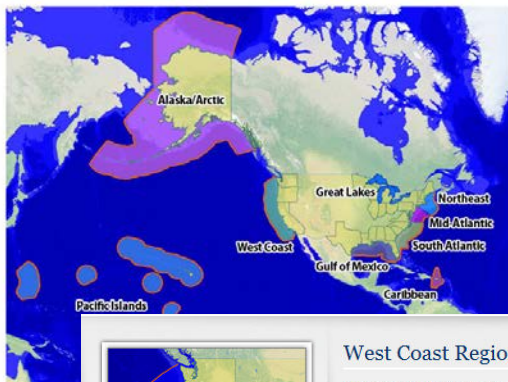 Alaska/Arctic
Great Lakes
Northeast
Mid-Atlantic
West Coast
South Atlantic
Gulf of Mexico
Caribbean
Pacific Islands
West Coast Regio